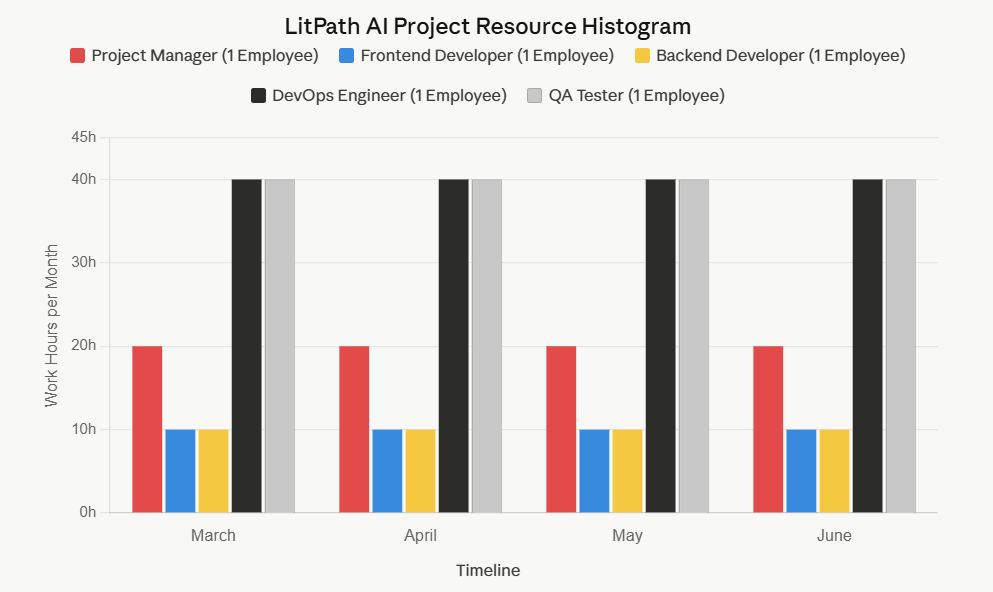 LitPath AI Project Resource Histogram
Project Manager (1 Employee) Frontend Developer (1 Employee) Backend Developer (1 Employee)
DevOps Engineer (1 Employee) QA Tester (1 Employee)
45h
40h
30h
20h
10h
0h
Work Hours per Month
March April May June
Timeline